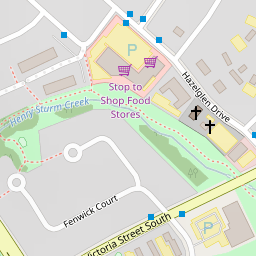 P
Stop to
Shop Food
Stores
Hazelglen Drive
Henry Sturm Creek
Fenwick Court
Victoria Street South
P